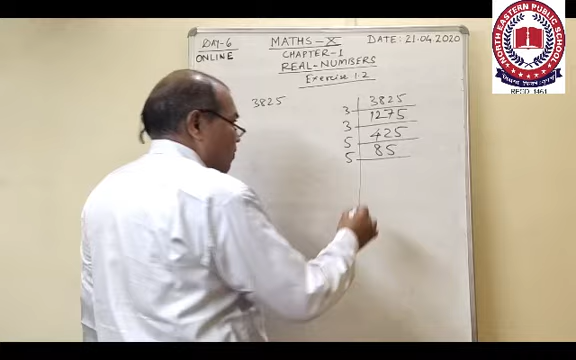 DAY-6
ONLINE
MATHS-X
DATE: 21.04.2020
CHAPTER-1
REAL-NUMBERS
Exercise 1.2
3825
3 3825
3 1275
5 425
5 85
NORTH EASTERN PUBLIC SCHOOL
REGD. 1461